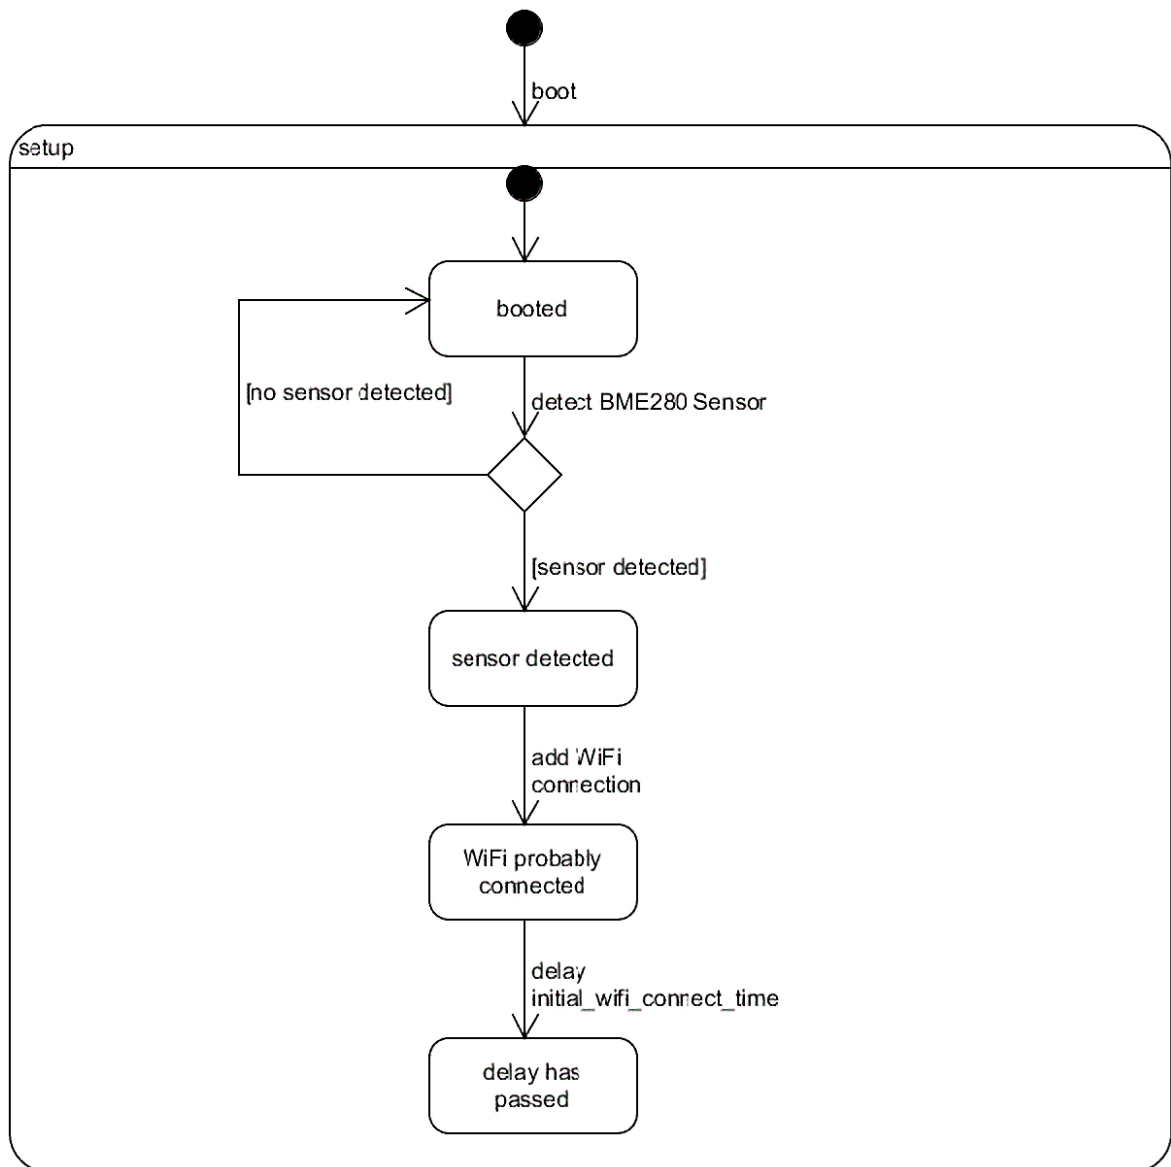 boot
setup
booted
[no sensor detected]
detect BME280 Sensor
[sensor detected]
sensor detected
add WiFi
connection
WiFi probably
connected
delay
initial_wifi_connect_time
delay has
passed